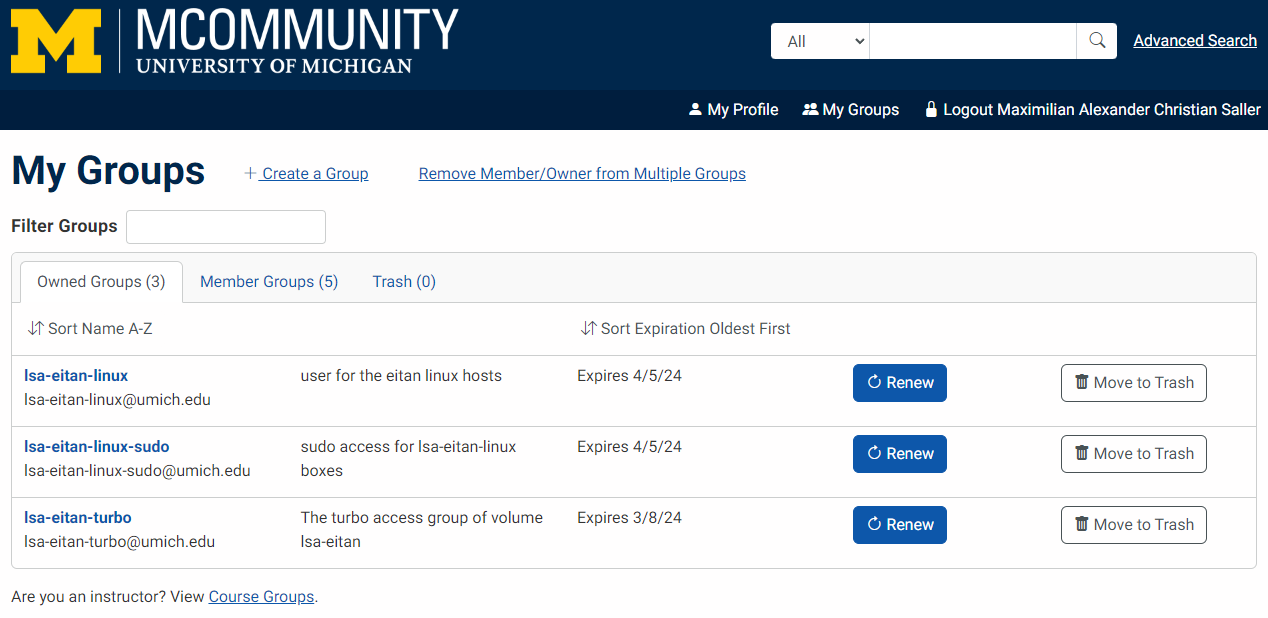 MCOMMUNITY
UNIVERSITY OF MICHIGAN
All
Advanced Search
My Profile My Groups Logout Maximilian Alexander Christian Saller
My Groups + Create a Group Remove Member/Owner from Multiple Groups
Filter Groups
Owned Groups (3) Member Groups (5) Trash (0)
Sort Name A-Z Sort Expiration Oldest First
lsa-eitan-linux user for the eitan linux hosts Expires 4/5/24 Renew Move to Trash
lsa-eitan-linux@umich.edu
lsa-eitan-linux-sudo sudo access for lsa-eitan-linux Expires 4/5/24 Renew Move to Trash
lsa-eitan-linux-sudo@umich.edu boxes
lsa-eitan-turbo The turbo access group of volume Expires 3/8/24 Renew Move to Trash
lsa-eitan-turbo@umich.edu lsa-eitan
Are you an instructor? View Course Groups.